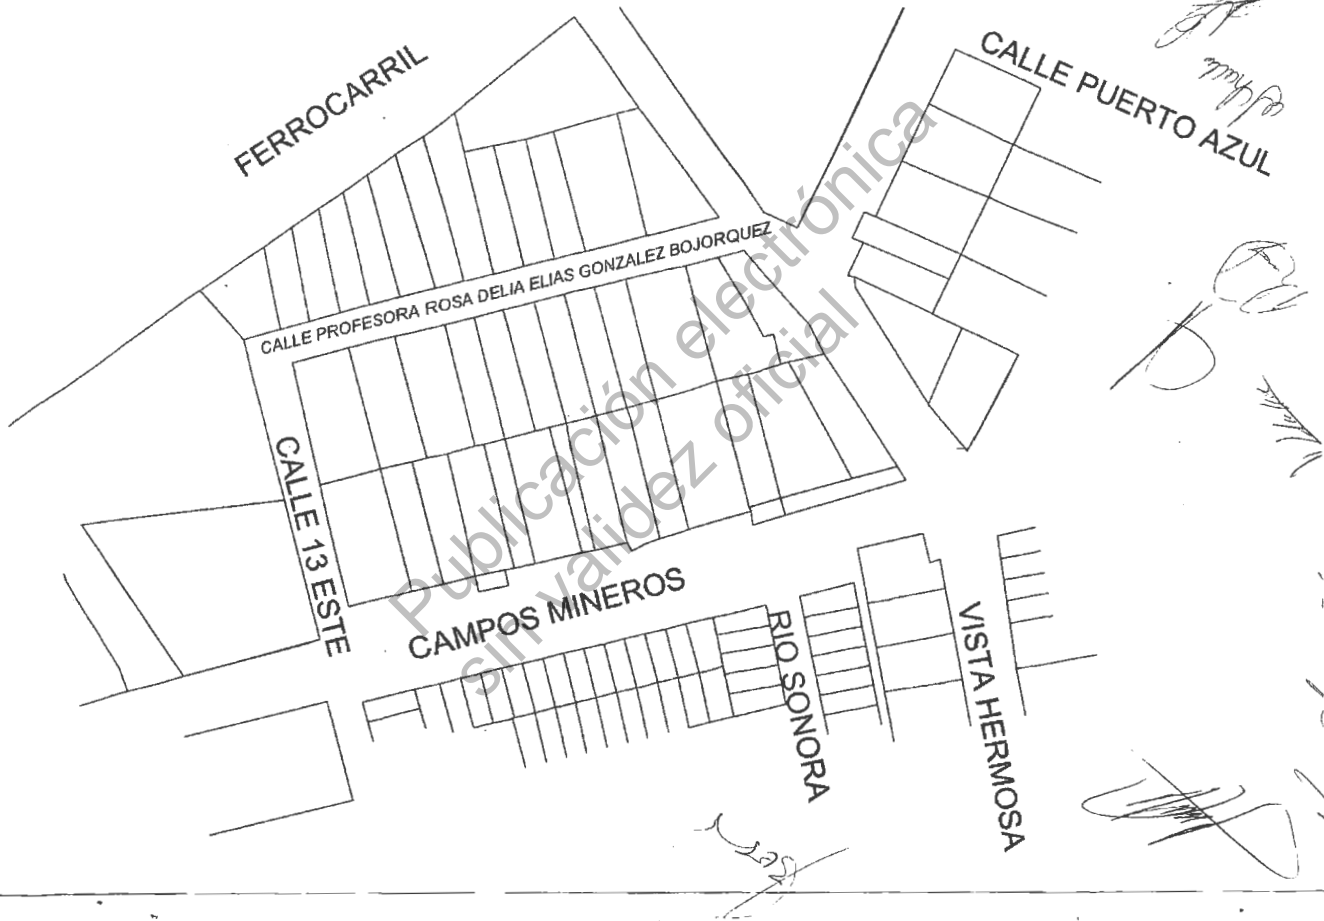 FERROCARRIL
CALLE PUERTO AZUL
CALLE PROFESORA ROSA DELIA ELIAS GONZALEZ BOJORQUEZ
CALLE 13 ESTE
CAMPOS MINEROS
RIO SONORA
VISTA HERMOSA
Publicación electrónica
sin validez oficial